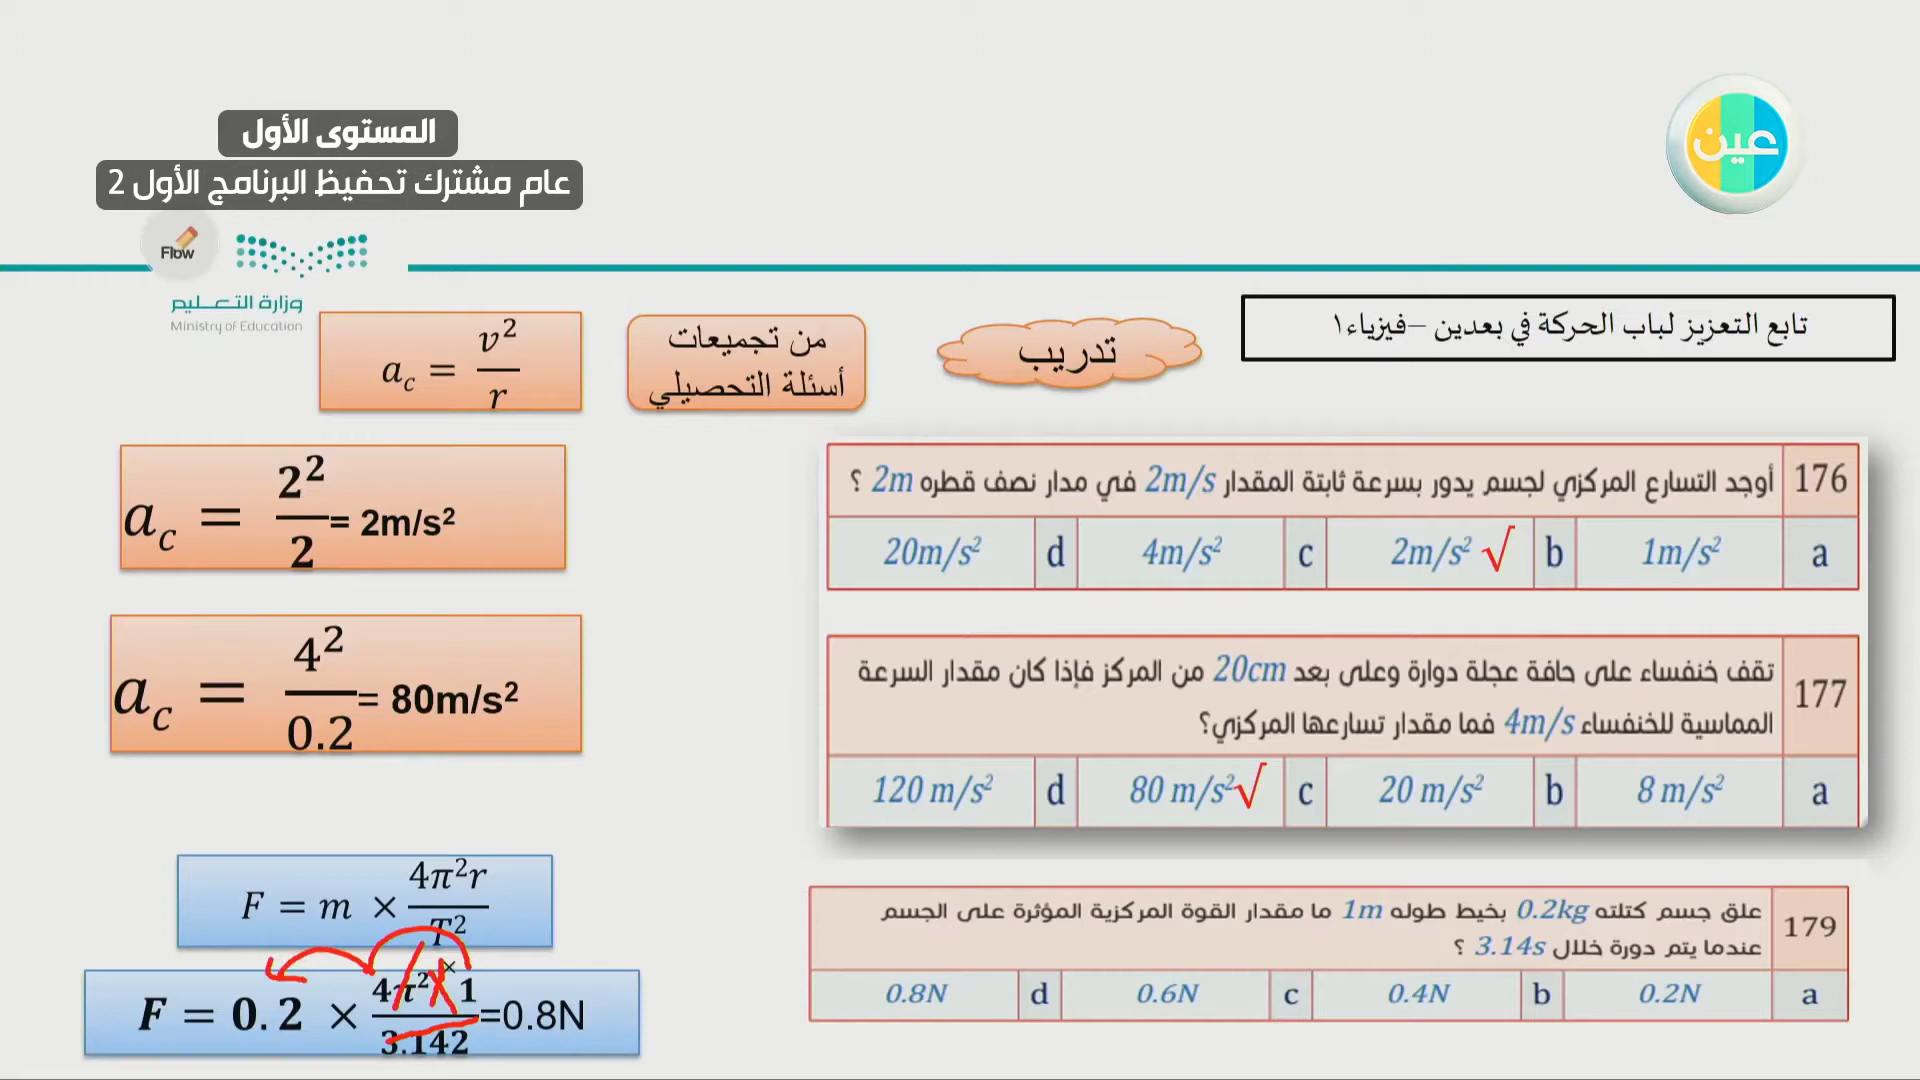 المستوى الأول
عام مشترك تحفيظ البرنامج الأول 2
عين
Flow
وزارة التعليم
Ministry of Education
تابع التعزيز لباب الحركة في بعدين – فيزياء١
تدريب
من تجميعات
أسئلة التحصيلي
a_c = v²/r
a_c = 2²/2 = 2m/s²
a_c = 4²/0.2 = 80m/s²
176 أوجد التسارع المركزي لجسم يدور بسرعة ثابتة المقدار 2m/s في مدار نصف قطره 2m ؟
a 1m/s² b 2m/s² √ c 4m/s² d 20m/s²
177 تقف خنفساء على حافة عجلة دوارة وعلى بعد 20cm من المركز فإذا كان مقدار السرعة
المماسية للخنفساء 4m/s فما مقدار تسارعها المركزي؟
a 8 m/s² b 20 m/s² c 80 m/s² √ d 120 m/s²
F = m × 4π²r/T²
F = 0.2 × 4π²×1/3.142 =0.8N
179 علق جسم كتلته 0.2kg بخيط طوله 1m ما مقدار القوة المركزية المؤثرة على الجسم
عندما يتم دورة خلال 3.14s ؟
a 0.2N b 0.4N c 0.6N d 0.8N